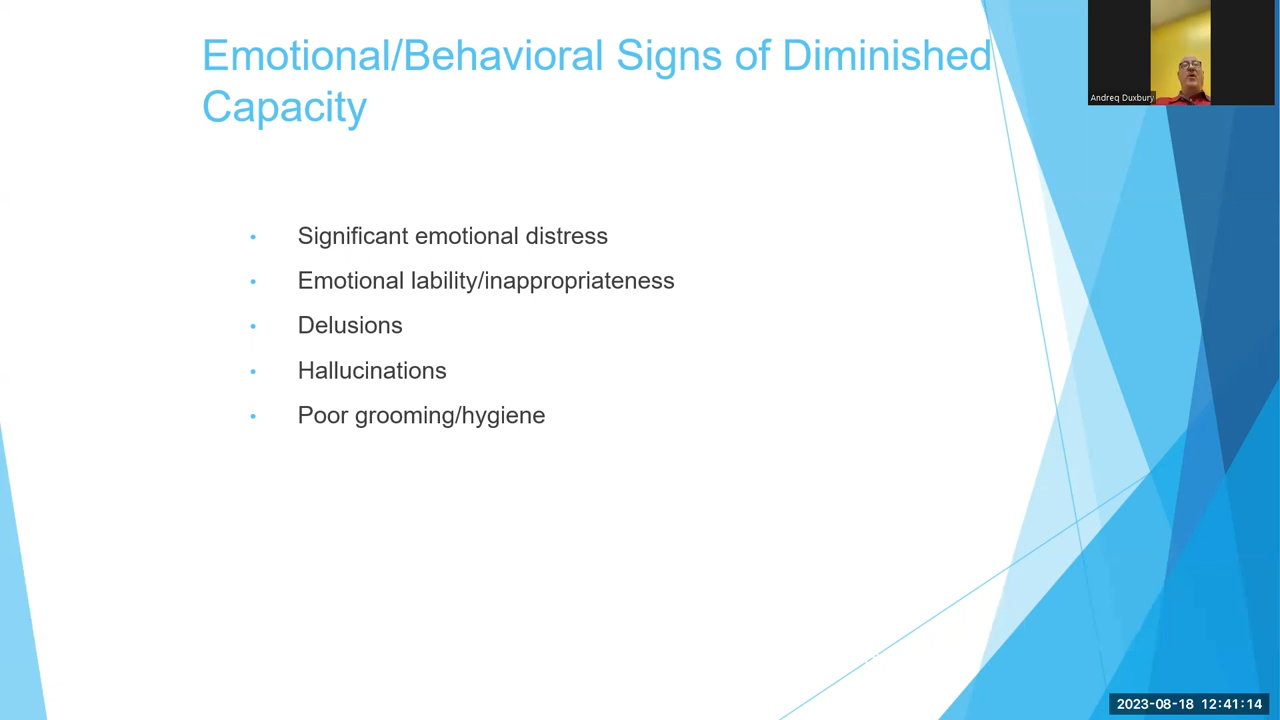 Emotional/Behavioral Signs of Diminished
Capacity
Andreq Duxbury
• Significant emotional distress
• Emotional lability/inappropriateness
• Delusions
• Hallucinations
• Poor grooming/hygiene
2023-08-18 12:41:14